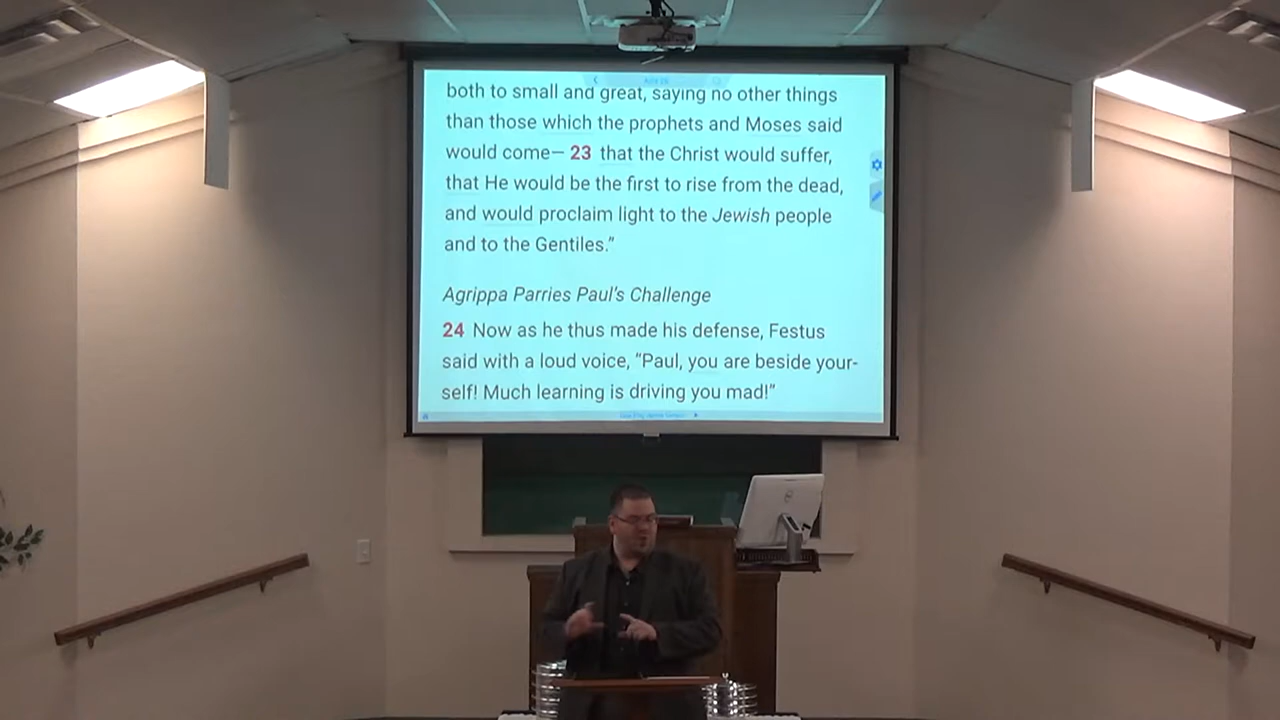 both to small and great, saying no other things
than those which the prophets and Moses said
would come— 23 that the Christ would suffer,
that He would be the first to rise from the dead,
and would proclaim light to the Jewish people
and to the Gentiles.”
Agrippa Parries Paul’s Challenge
24 Now as he thus made his defense, Festus
said with a loud voice, “Paul, you are beside your-
self! Much learning is driving you mad!”